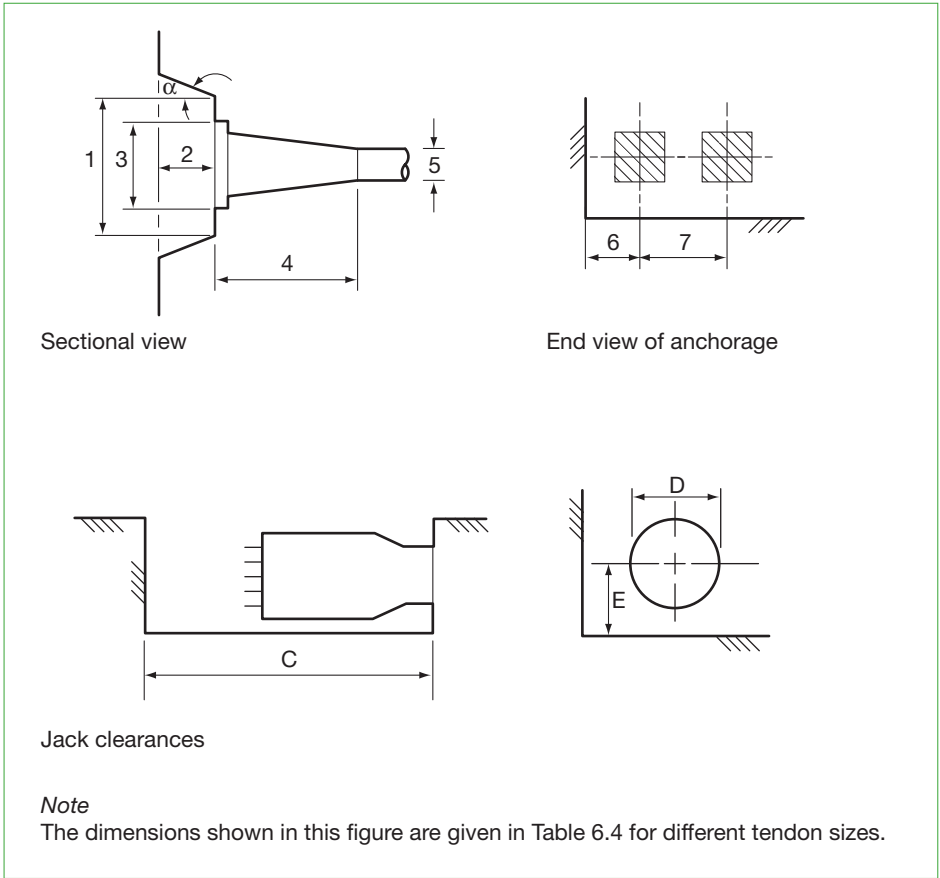 α
1
3
2
5
4
6
7
Sectional view
End view of anchorage
D
E
C
Jack clearances
Note
The dimensions shown in this figure are given in Table 6.4 for different tendon sizes.